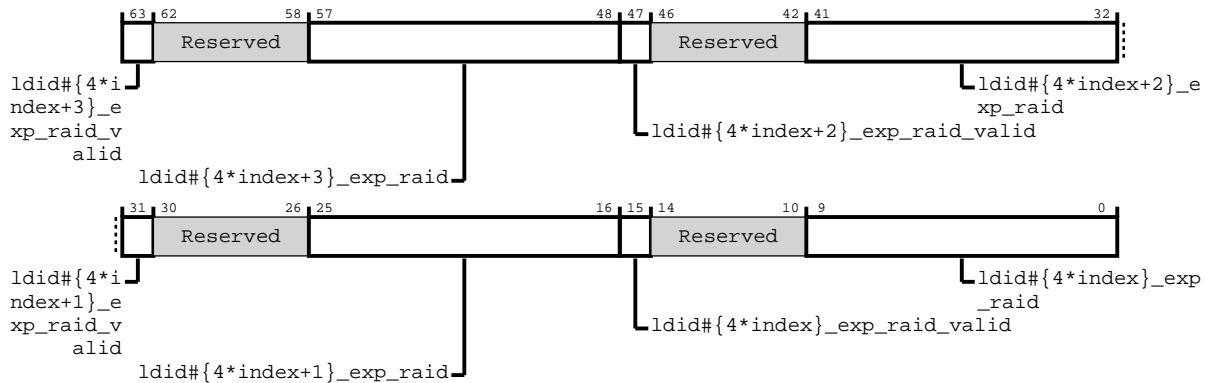 63 62 58 57 48 47 46 42 41 32
Reserved Reserved
ldid#{4*i
ndex+3}_e
xp_raid_v
alid
ldid#{4*index+2}_e
xp_raid
ldid#{4*index+2}_exp_raid_valid
ldid#{4*index+3}_exp_raid
31 30 26 25 16 15 14 10 9 0
Reserved Reserved
ldid#{4*i
ndex+1}_e
xp_raid_v
alid
ldid#{4*index}_exp
_raid
ldid#{4*index}_exp_raid_valid
ldid#{4*index+1}_exp_raid